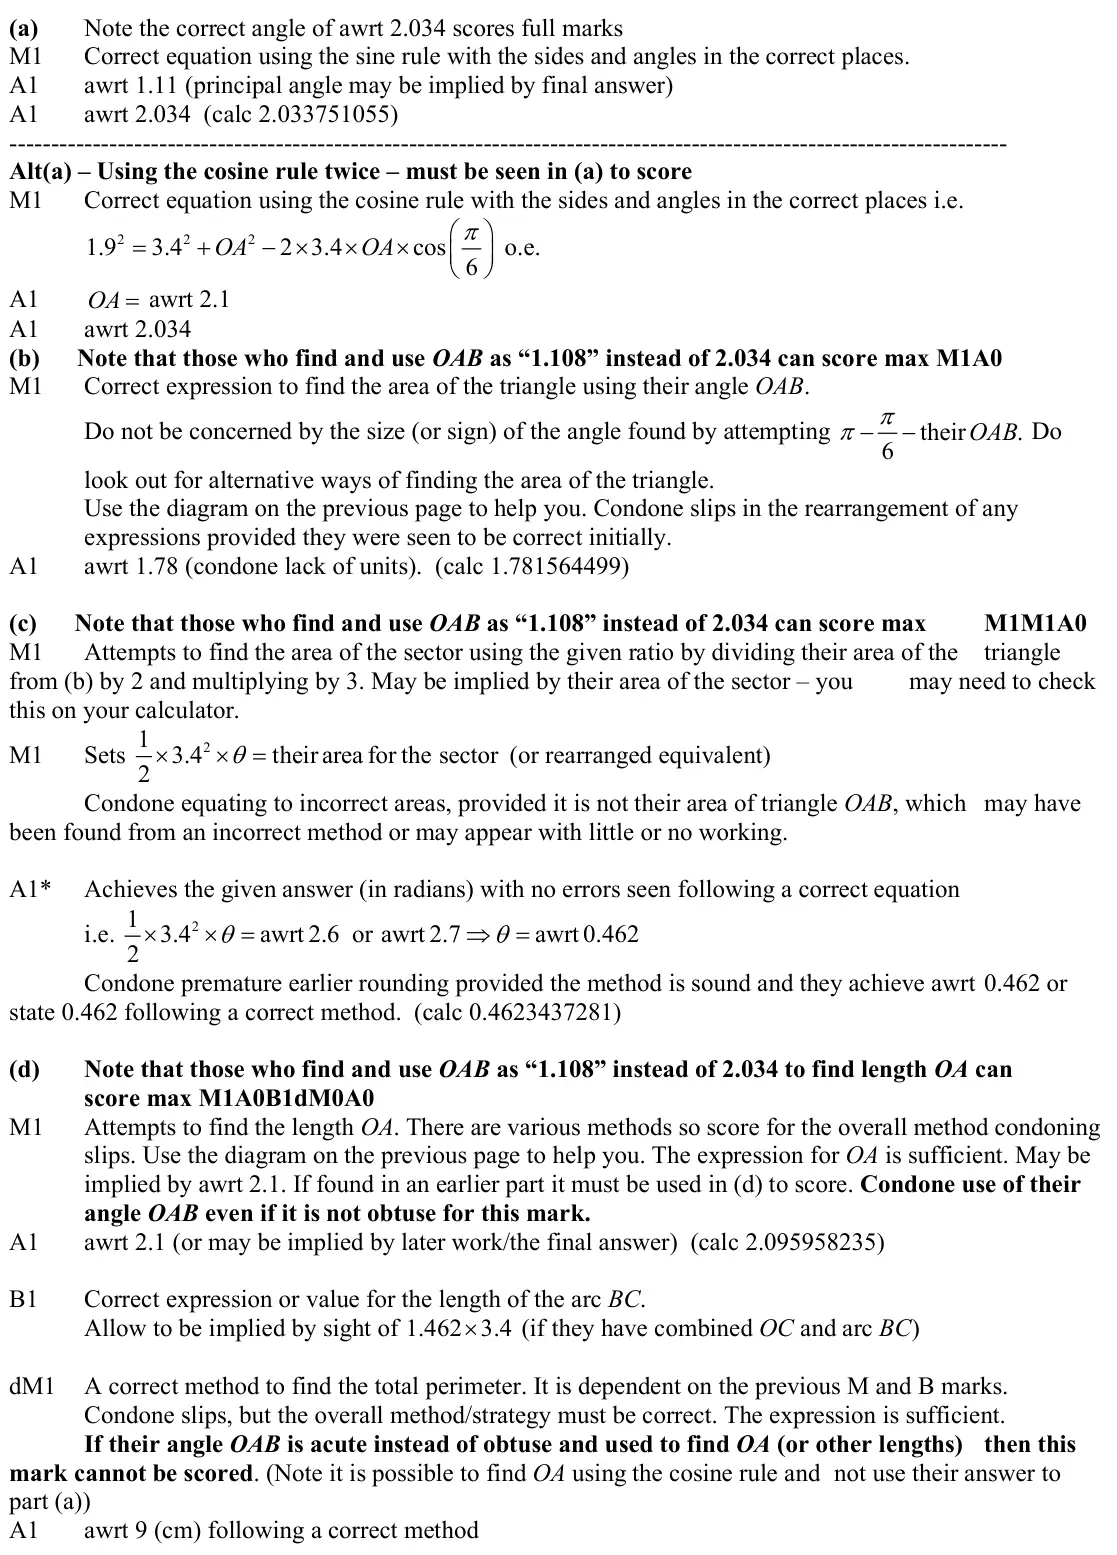 (a) Note the correct angle of awrt 2.034 scores full marks
M1 Correct equation using the sine rule with the sides and angles in the correct places.
A1 awrt 1.11 (principal angle may be implied by final answer)
A1 awrt 2.034 (calc 2.033751055)
-----------------------------------------------------------------------------------------------------------------------
Alt(a) – Using the cosine rule twice – must be seen in (a) to score
M1 Correct equation using the cosine rule with the sides and angles in the correct places i.e.
1.9² = 3.4² + OA² − 2×3.4×OA×cos(π/6) o.e.
A1 OA = awrt 2.1
A1 awrt 2.034
(b) Note that those who find and use OAB as “1.108” instead of 2.034 can score max M1A0
M1 Correct expression to find the area of the triangle using their angle OAB.
Do not be concerned by the size (or sign) of the angle found by attempting π − π/6 − their OAB. Do
look out for alternative ways of finding the area of the triangle.
Use the diagram on the previous page to help you. Condone slips in the rearrangement of any
expressions provided they were seen to be correct initially.
A1 awrt 1.78 (condone lack of units). (calc 1.781564499)
(c) Note that those who find and use OAB as “1.108” instead of 2.034 can score max M1M1A0
M1 Attempts to find the area of the sector using the given ratio by dividing their area of the triangle
from (b) by 2 and multiplying by 3. May be implied by their area of the sector – you may need to check
this on your calculator.
M1 Sets 1/2 × 3.4² × θ = their area for the sector (or rearranged equivalent)
Condone equating to incorrect areas, provided it is not their area of triangle OAB, which may have
been found from an incorrect method or may appear with little or no working.
A1* Achieves the given answer (in radians) with no errors seen following a correct equation
i.e. 1/2 × 3.4² × θ = awrt 2.6 or awrt 2.7 ⇒ θ = awrt 0.462
Condone premature earlier rounding provided the method is sound and they achieve awrt 0.462 or
state 0.462 following a correct method. (calc 0.4623437281)
(d) Note that those who find and use OAB as “1.108” instead of 2.034 to find length OA can
score max M1A0B1dM0A0
M1 Attempts to find the length OA. There are various methods so score for the overall method condoning
slips. Use the diagram on the previous page to help you. The expression for OA is sufficient. May be
implied by awrt 2.1. If found in an earlier part it must be used in (d) to score. Condone use of their
angle OAB even if it is not obtuse for this mark.
A1 awrt 2.1 (or may be implied by later work/the final answer) (calc 2.095958235)
B1 Correct expression or value for the length of the arc BC.
Allow to be implied by sight of 1.462×3.4 (if they have combined OC and arc BC)
dM1 A correct method to find the total perimeter. It is dependent on the previous M and B marks.
Condone slips, but the overall method/strategy must be correct. The expression is sufficient.
If their angle OAB is acute instead of obtuse and used to find OA (or other lengths) then this
mark cannot be scored. (Note it is possible to find OA using the cosine rule and not use their answer to
part (a))
A1 awrt 9 (cm) following a correct method